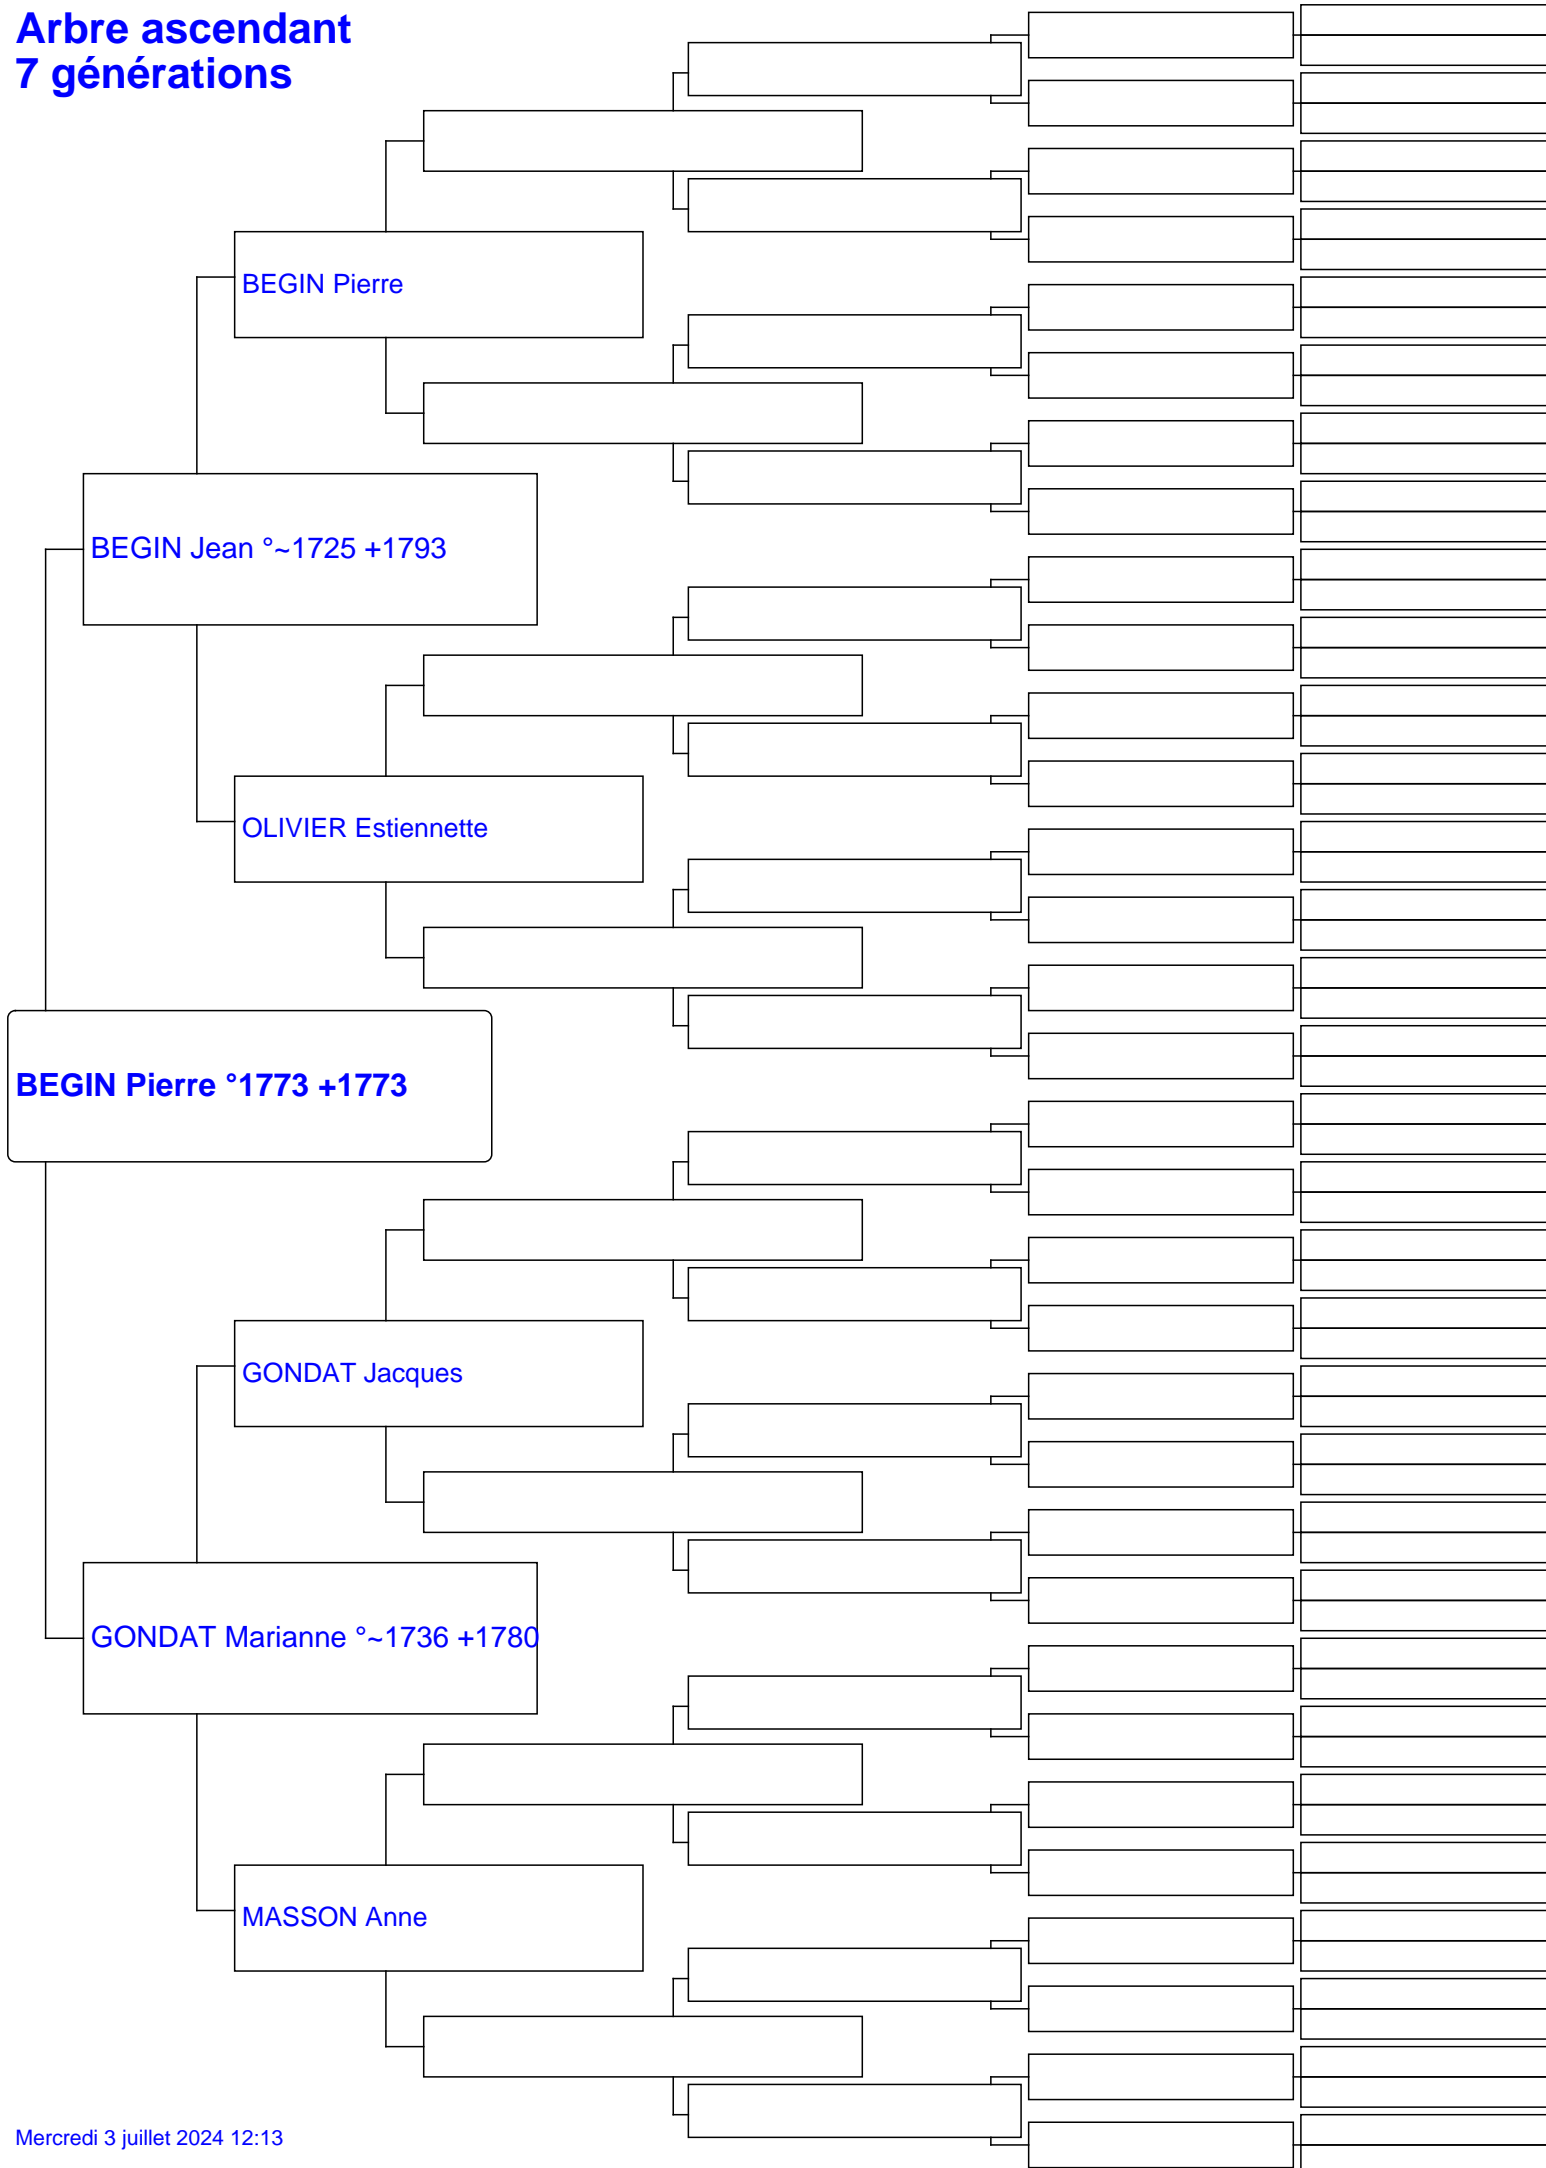 Arbre ascendant
7 générations
BEGIN Pierre
BEGIN Jean °~1725 +1793
OLIVIER Estiennette
BEGIN Pierre °1773 +1773
GONDAT Jacques
GONDAT Marianne °~1736 +1780
MASSON Anne
Mercredi 3 juillet 2024 12:13